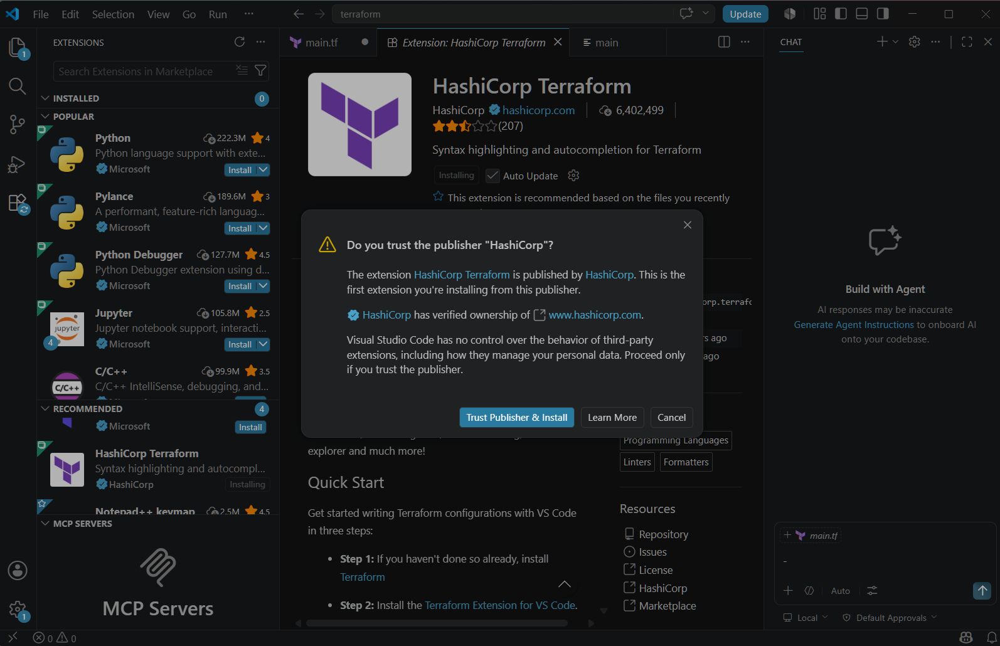 File Edit Selection View Go Run ···
terraform
Update
EXTENSIONS
Search Extensions in Marketplace
INSTALLED 0
POPULAR
Python 222.3M 4
Python language support with exte...
Microsoft Install
Pylance 189.6M 3
A performant, feature-rich languag...
Microsoft Install
Python Debugger 127.7M 4.5
Python Debugger extension using d...
Microsoft Install
Jupyter 105.8M 2.5
Jupyter notebook support, interacti...
Microsoft Install
jupyter
4
C/C++ 99.9M 3.5
C/C++ IntelliSense, debugging, and...
C/C++
RECOMMENDED 4
Microsoft Install
HashiCorp Terraform
Syntax highlighting and autocompl...
HashiCorp Installing
Notepad++ keymap 2.5M 4.5
MCP SERVERS
MCP Servers
1
1
0 0
main.tf
Extension: HashiCorp Terraform
main
HashiCorp Terraform
HashiCorp hashicorp.com 6,402,499
(207)
Syntax highlighting and autocompletion for Terraform
Installing Auto Update
This extension is recommended based on the files you recently
Do you trust the publisher "HashiCorp"?
The extension HashiCorp Terraform is published by HashiCorp. This is the
first extension you're installing from this publisher.
HashiCorp has verified ownership of www.hashicorp.com.
Visual Studio Code has no control over the behavior of third-party
extensions, including how they manage your personal data. Proceed only
if you trust the publisher.
Trust Publisher & Install Learn More Cancel
orp.terrafo
rs ago
ago
explorer and much more!
Quick Start
Get started writing Terraform configurations with VS Code
in three steps:
• Step 1: If you haven't done so already, install
Terraform
• Step 2: Install the Terraform Extension for VS Code.
Programming Languages
Linters Formatters
Resources
Repository
Issues
License
HashiCorp
Marketplace
CHAT
Build with Agent
AI responses may be inaccurate
Generate Agent Instructions to onboard AI
onto your codebase.
main.tf
-
Auto
Local Default Approvals